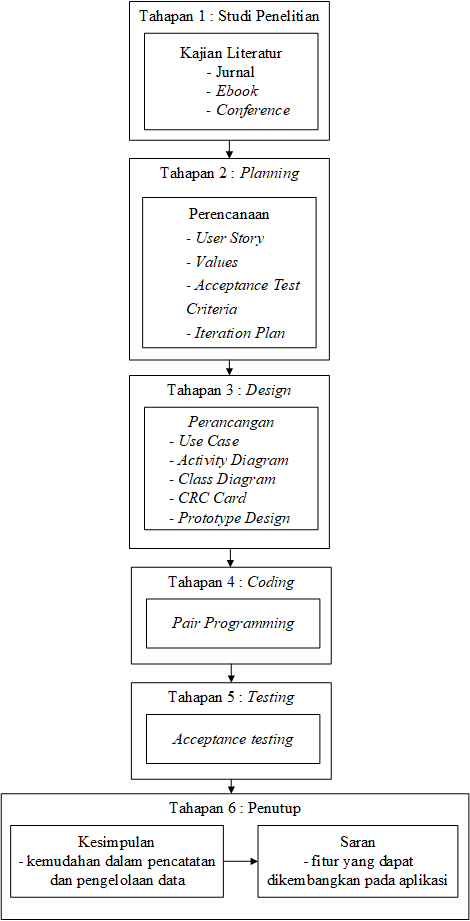 Tahapan 1 : Studi Penelitian
Kajian Literatur
- Jurnal
- Ebook
- Conference
Tahapan 2 : Planning
Perencanaan
- User Story
- Values
- Acceptance Test
Criteria
- Iteration Plan
Tahapan 3 : Design
Perancangan
- Use Case
- Activity Diagram
- Class Diagram
- CRC Card
- Prototype Design
Tahapan 4 : Coding
Pair Programming
Tahapan 5 : Testing
Acceptance testing
Tahapan 6 : Penutup
Kesimpulan
- kemudahan dalam pencatatan
dan pengelolaan data
Saran
- fitur yang dapat
dikembangkan pada aplikasi